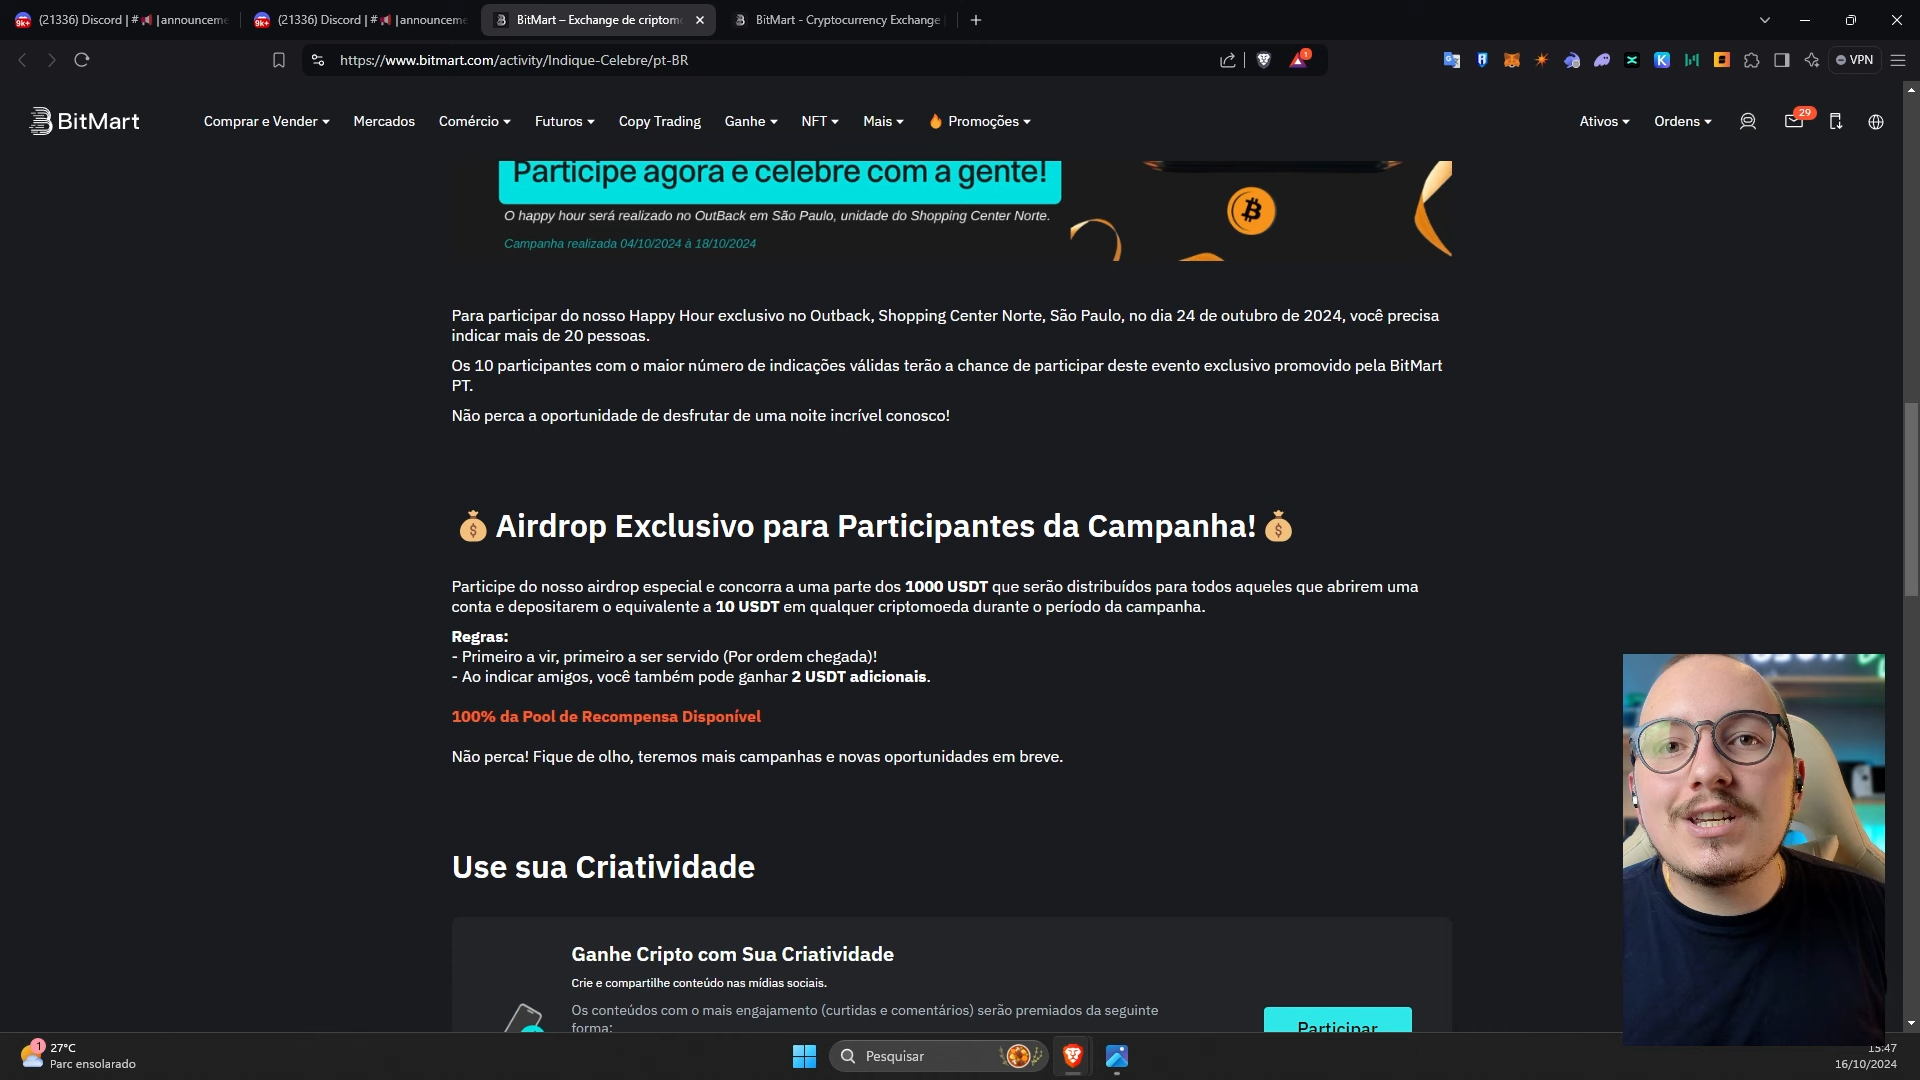 (21336) Discord | # |announceme
(21336) Discord | # |announceme
BitMart – Exchange de criptom
BitMart - Cryptocurrency Exchange
https://www.bitmart.com/activity/Indique-Celebre/pt-BR
1
VPN
BitMart
Comprar e Vender
Mercados
Comércio
Futuros
Copy Trading
Ganhe
NFT
Mais
Promoções
Ativos
Ordens
29
Participe agora e celebre com a gente!
O happy hour será realizado no OutBack em São Paulo, unidade do Shopping Center Norte.
Campanha realizada 04/10/2024 à 18/10/2024
Para participar do nosso Happy Hour exclusivo no Outback, Shopping Center Norte, São Paulo, no dia 24 de outubro de 2024, você precisa
indicar mais de 20 pessoas.
Os 10 participantes com o maior número de indicações válidas terão a chance de participar deste evento exclusivo promovido pela BitMart
PT.
Não perca a oportunidade de desfrutar de uma noite incrível conosco!
Airdrop Exclusivo para Participantes da Campanha!
Participe do nosso airdrop especial e concorra a uma parte dos 1000 USDT que serão distribuídos para todos aqueles que abrirem uma
conta e depositarem o equivalente a 10 USDT em qualquer criptomoeda durante o período da campanha.
Regras:
- Primeiro a vir, primeiro a ser servido (Por ordem chegada)!
- Ao indicar amigos, você também pode ganhar 2 USDT adicionais.
100% da Pool de Recompensa Disponível
Não perca! Fique de olho, teremos mais campanhas e novas oportunidades em breve.
Use sua Criatividade
Ganhe Cripto com Sua Criatividade
Crie e compartilhe conteúdo nas mídias sociais.
Os conteúdos com o mais engajamento (curtidas e comentários) serão premiados da seguinte
forma:
Participar
1
27°C
Parc ensolarado
Pesquisar
15:47
16/10/2024